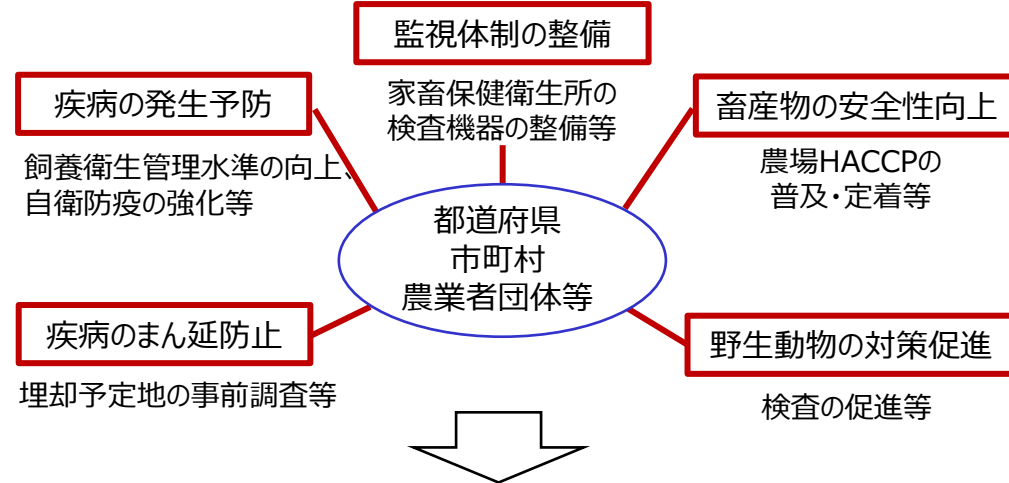 監視体制の整備
家畜保健衛生所の
検査機器の整備等
疾病の発生予防
飼養衛生管理水準の向上、
自衛防疫の強化等
畜産物の安全性向上
農場HACCPの
普及・定着等
都道府県
市町村
農業者団体等
疾病のまん延防止
埋却予定地の事前調査等
野生動物の対策促進
検査の促進等